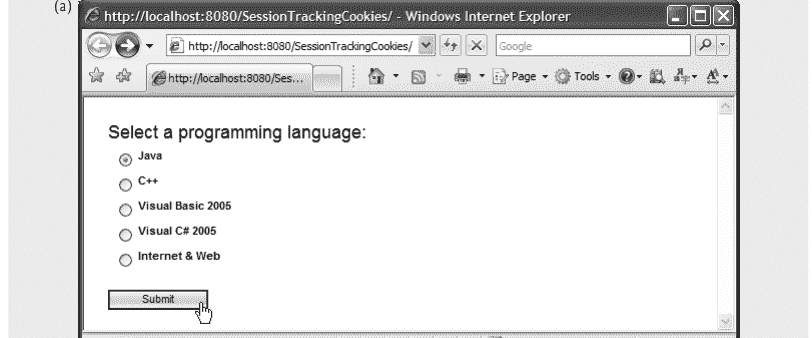 (a)
http://localhost:8080/SessionTrackingCookies/ - Windows Internet Explorer
http://localhost:8080/SessionTrackingCookies/ Google
http://localhost:8080/Ses... Page Tools
Select a programming language:
Java
C++
Visual Basic 2005
Visual C# 2005
Internet & Web
Submit